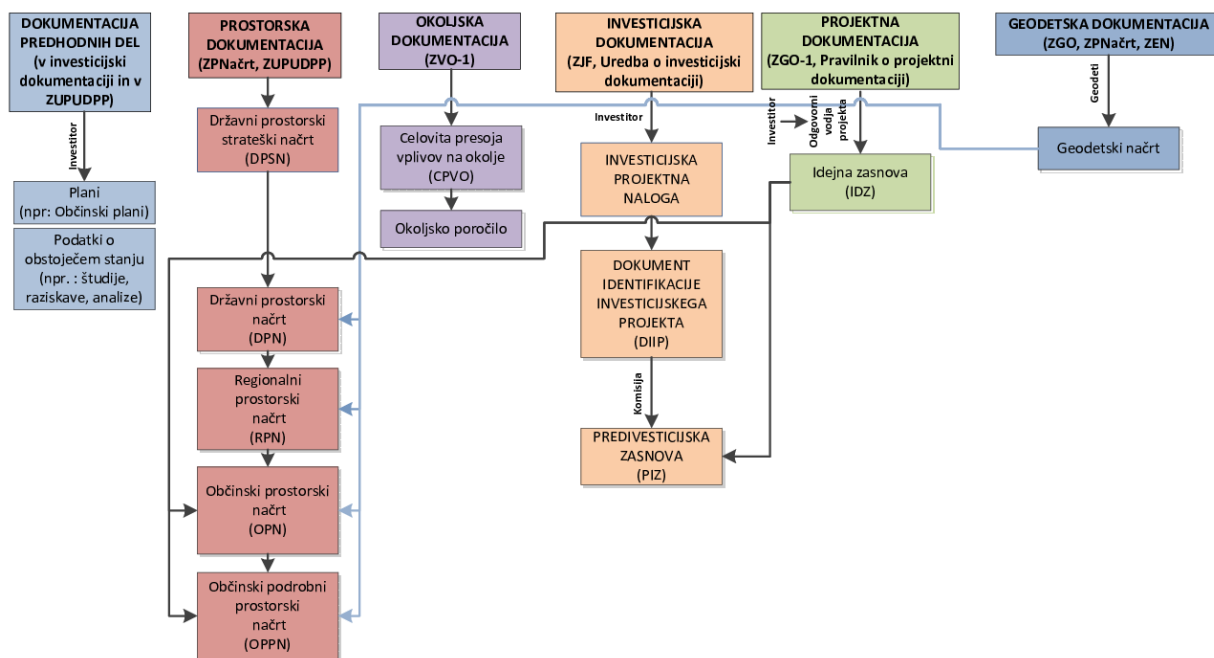 DOKUMENTACIJA
PREDHODNIH DEL
(v investicijski
dokumentaciji in v
ZUPUDPP)
Investitor
Plani
(npr: Občinski plani)
Podatki o
obstoječem stanju
(npr. : študije,
raziskave, analize)
PROSTORSKA
DOKUMENTACIJA
(ZPNačrt, ZUPUDPP)
Državni prostorski
strateški načrt
(DPSN)
Državni prostorski
načrt
(DPN)
Regionalni
prostorski
načrt
(RPN)
Občinski prostorski
načrt
(OPN)
Občinski podrobni
prostorski
načrt
(OPPN)
OKOLJSKA
DOKUMENTACIJA
(ZVO-1)
Celovita presoja
vplivov na okolje
(CPVO)
Okoljsko poročilo
INVESTICIJSKA
DOKUMENTACIJA
(ZJF, Uredba o investicijski
dokumentaciji)
Investitor
INVESTICIJSKA
PROJEKTNA
NALOGA
DOKUMENT
IDENTIFIKACIJE
INVESTICIJSKEGA
PROJEKTA
(DIIP)
Komisija
PREDIVESTICIJSKA
ZASNOVA
(PIZ)
PROJEKTNA
DOKUMENTACIJA
(ZGO-1, Pravilnik o projektni
dokumentaciji)
Investitor
Odgovorni
vodja
projekta
Idejna zasnova
(IDZ)
GEODETSKA DOKUMENTACIJA
(ZGO, ZPNačrt, ZEN)
Geodeti
Geodetski načrt